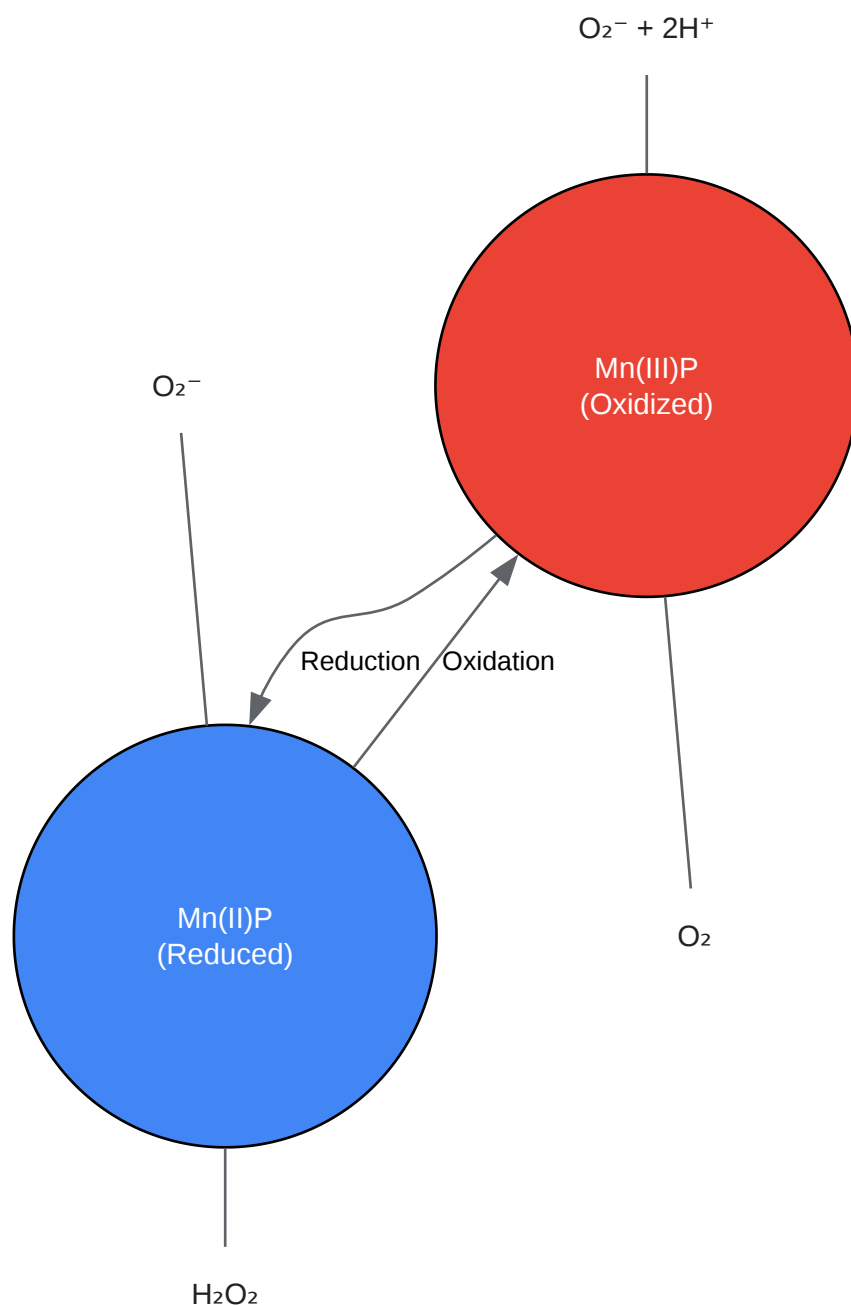 O₂⁻ + 2H⁺
Mn(III)P
(Oxidized)
O₂⁻
Reduction
Oxidation
Mn(II)P
(Reduced)
O₂
H₂O₂